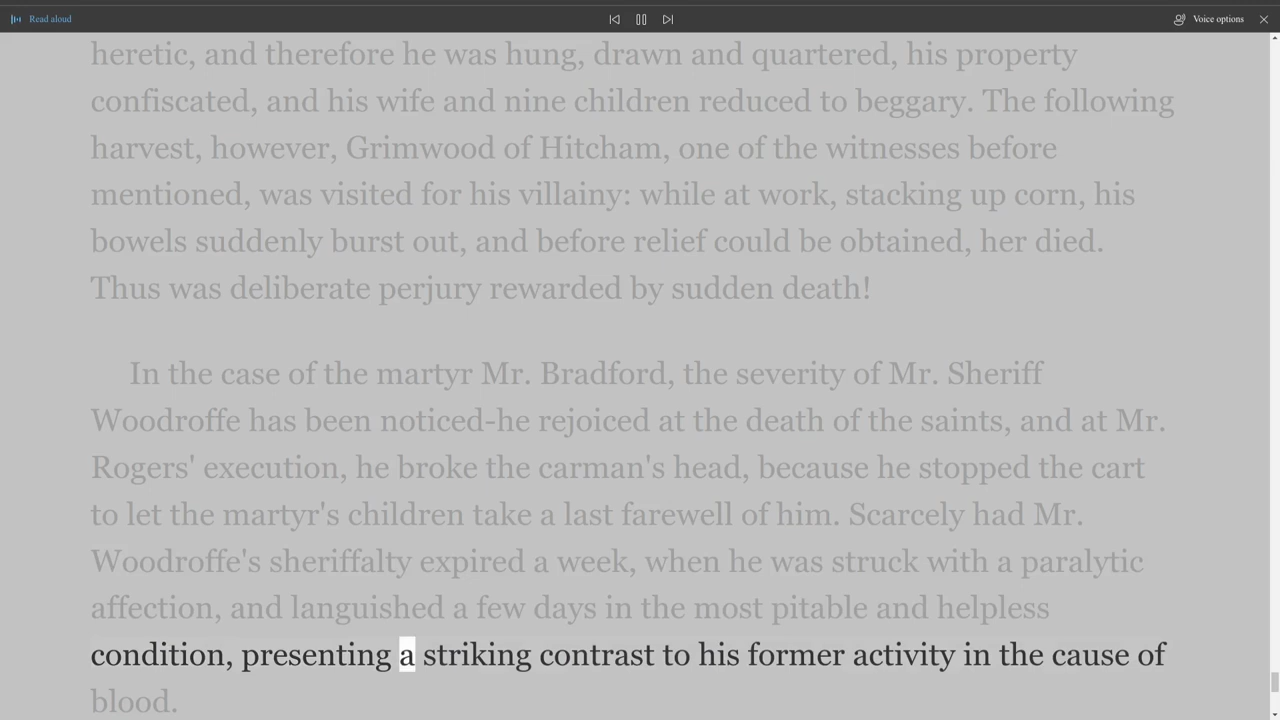 Read aloud
Voice options
heretic, and therefore he was hung, drawn and quartered, his property
confiscated, and his wife and nine children reduced to beggary. The following
harvest, however, Grimwood of Hitcham, one of the witnesses before
mentioned, was visited for his villainy: while at work, stacking up corn, his
bowels suddenly burst out, and before relief could be obtained, her died.
Thus was deliberate perjury rewarded by sudden death!
In the case of the martyr Mr. Bradford, the severity of Mr. Sheriff
Woodroffe has been noticed-he rejoiced at the death of the saints, and at Mr.
Rogers' execution, he broke the carman's head, because he stopped the cart
to let the martyr's children take a last farewell of him. Scarcely had Mr.
Woodroffe's sheriffalty expired a week, when he was struck with a paralytic
affection, and languished a few days in the most pitable and helpless
condition, presenting a striking contrast to his former activity in the cause of
blood.